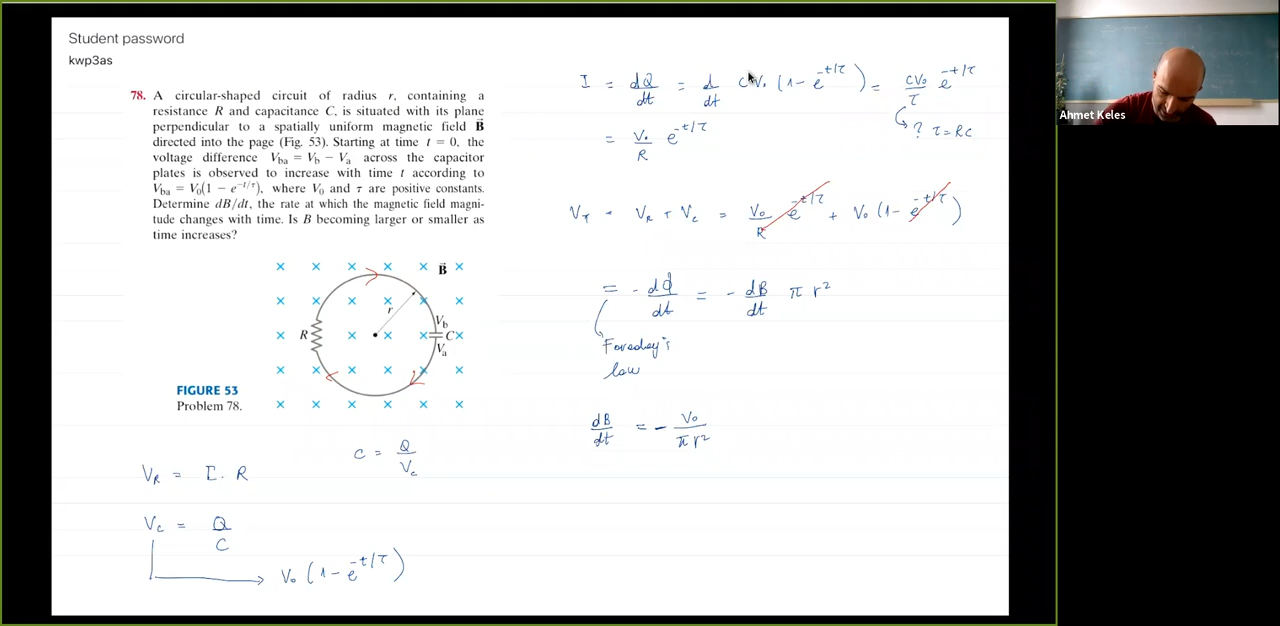 Student password
kwp3as
78. A circular-shaped circuit of radius r, containing a
resistance R and capacitance C, is situated with its plane
perpendicular to a spatially uniform magnetic field B⃗
directed into the page (Fig. 53). Starting at time t = 0, the
voltage difference Vba = Vb − Va across the capacitor
plates is observed to increase with time t according to
Vba = V0(1 − e^−t/τ), where V0 and τ are positive constants.
Determine dB/dt, the rate at which the magnetic field magni-
tude changes with time. Is B becoming larger or smaller as
time increases?
B⃗
r
R
Vb
C
Va
FIGURE 53
Problem 78.
C = Q/Vc
VR = I. R
Vc = Q/C
V0 (1 - e^-t/τ)
I = dQ/dt = d/dt CV0 (1 - e^-t/τ) = CV0/τ e^-t/τ
? τ = RC
= V0/R e^-t/τ
VT = VR + Vc = V0/R e^-t/τ + V0 (1 - e^-t/τ)
= - dϕ/dt = - dB/dt π r²
Faraday's
law
dB/dt = - V0/π r²
Ahmet Keles